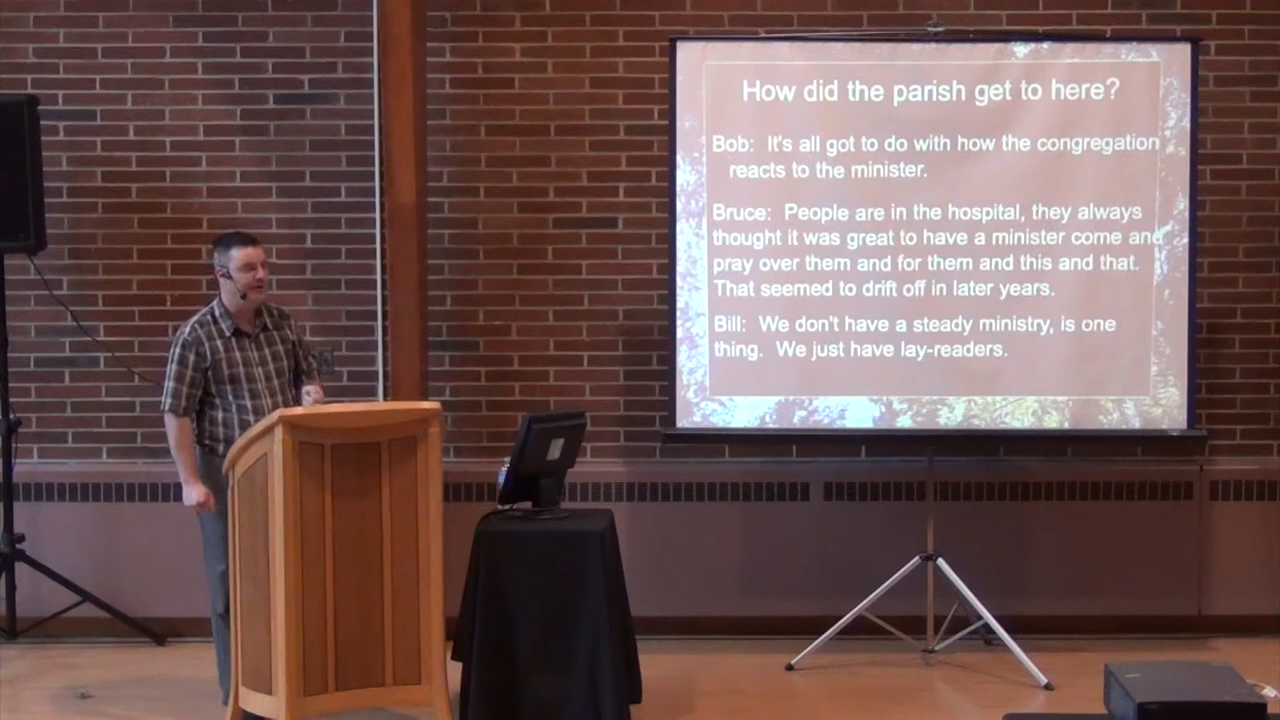 How did the parish get to here?
Bob: It's all got to do with how the congregation
reacts to the minister.
Bruce: People are in the hospital, they always
thought it was great to have a minister come and
pray over them and for them and this and that.
That seemed to drift off in later years.
Bill: We don't have a steady ministry, is one
thing. We just have lay-readers.